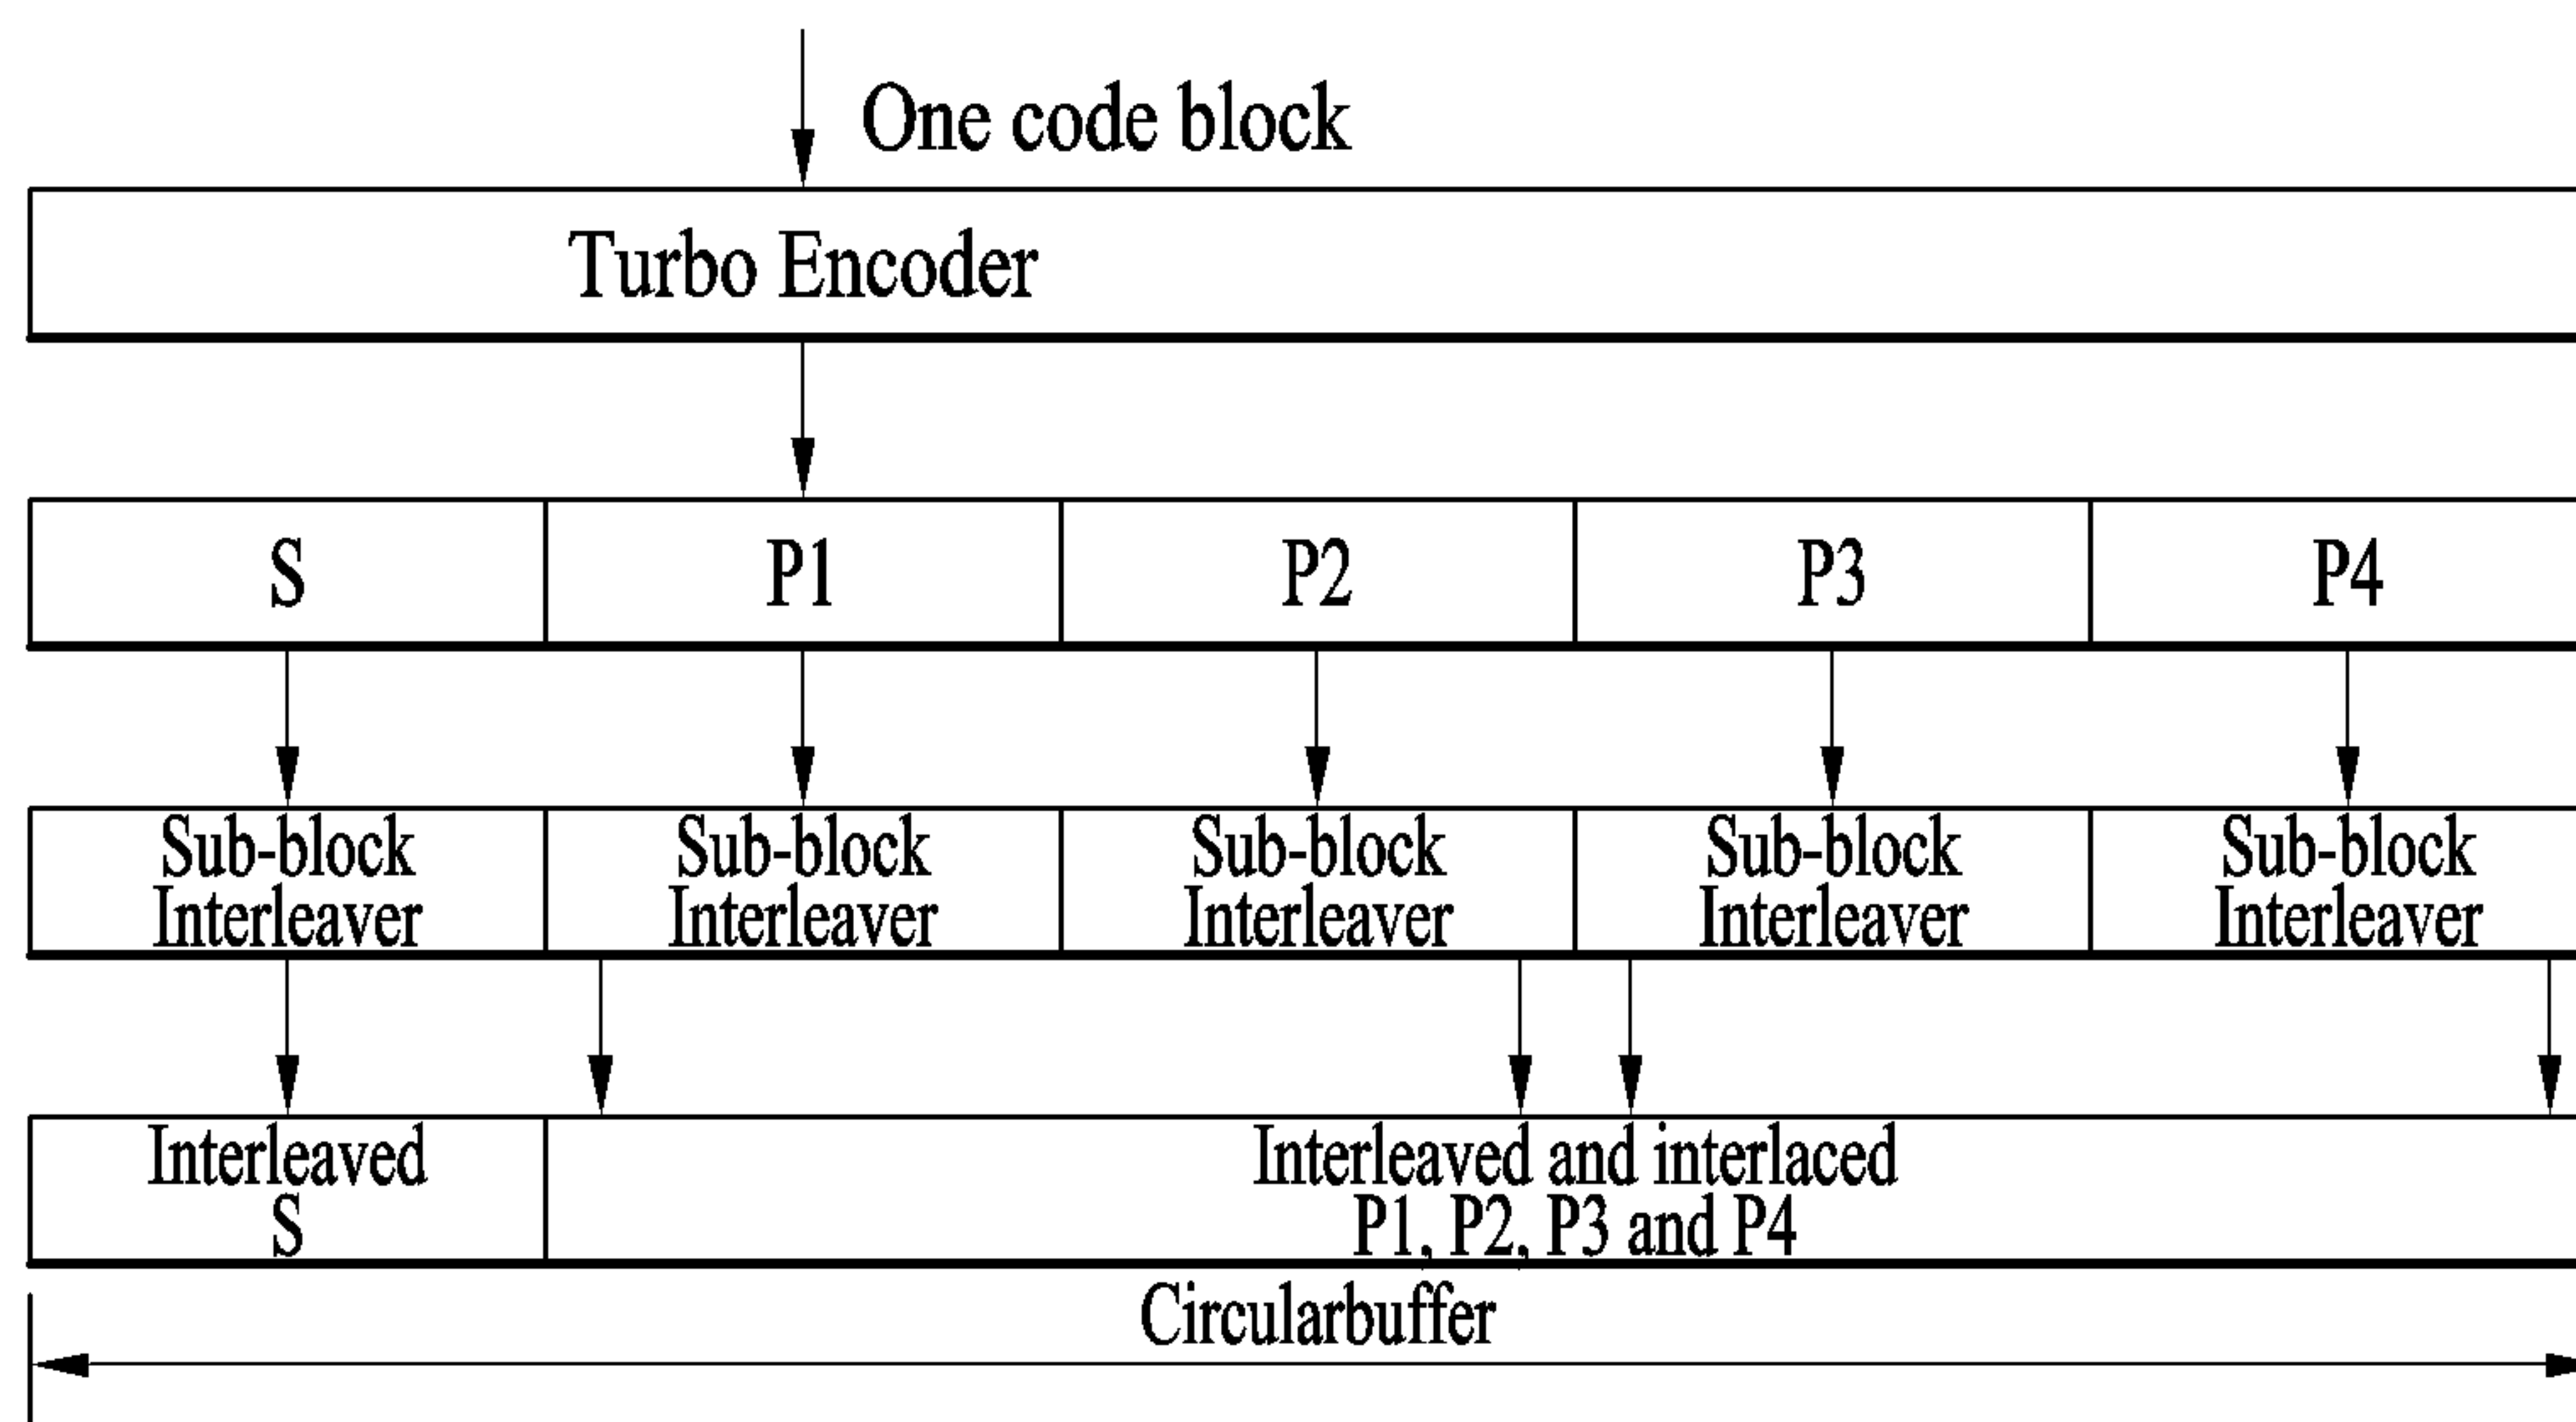 One code block
Turbo Encoder
S
P1
P2
P3
P4
Sub-block
Interleaver
Sub-block
Interleaver
Sub-block
Interleaver
Sub-block
Interleaver
Sub-block
Interleaver
Interleaved
S
Interleaved and interlaced
P1, P2, P3 and P4
Circularbuffer